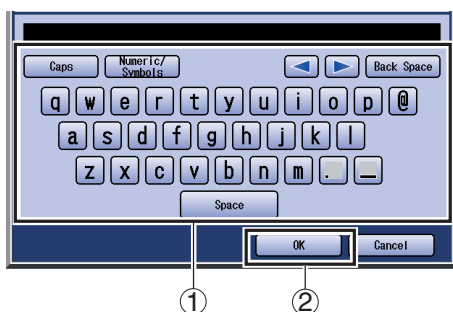 Caps Numeric/ Symbols Back Space
q w e r t y u i o p @
a s d f g h j k l
z x c v b n m . _
Space
OK Cancel
① ②